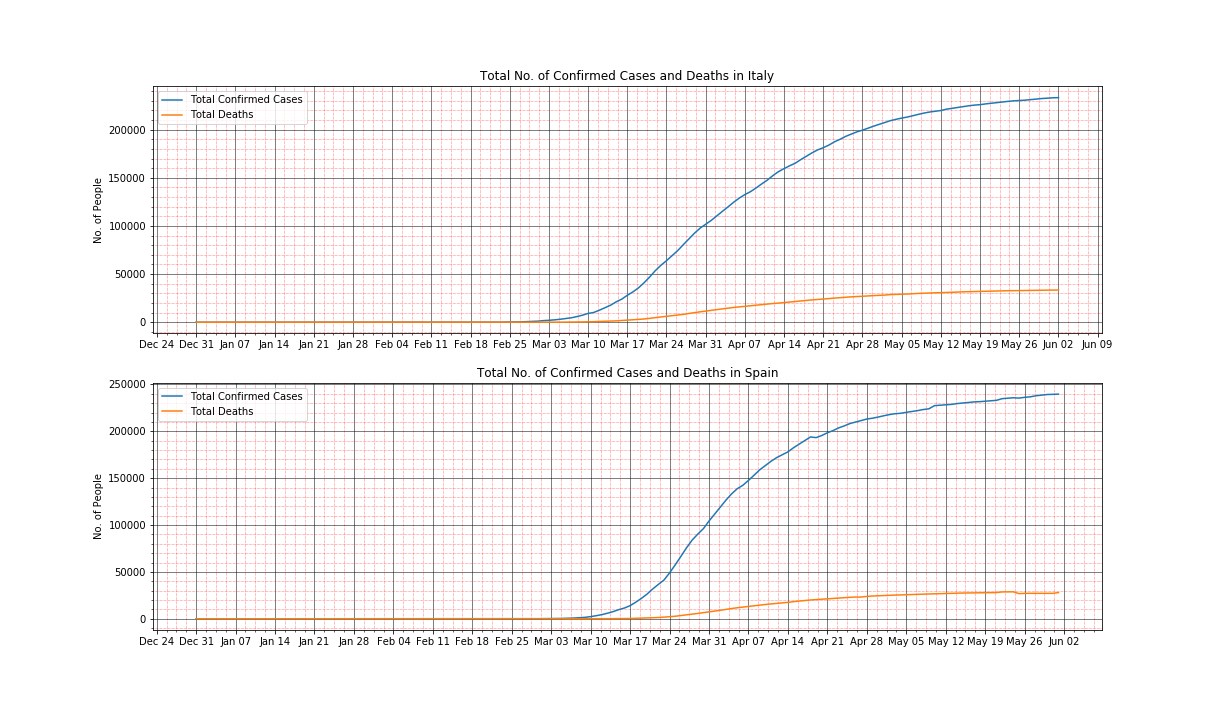 Total No. of Confirmed Cases and Deaths in Italy
Total Confirmed Cases
Total Deaths
200000
150000
100000
50000
0
No. of People
Dec 24 Dec 31 Jan 07 Jan 14 Jan 21 Jan 28 Feb 04 Feb 11 Feb 18 Feb 25 Mar 03 Mar 10 Mar 17 Mar 24 Mar 31 Apr 07 Apr 14 Apr 21 Apr 28 May 05 May 12 May 19 May 26 Jun 02 Jun 09
Total No. of Confirmed Cases and Deaths in Spain
Total Confirmed Cases
Total Deaths
250000
200000
150000
100000
50000
0
No. of People
Dec 24 Dec 31 Jan 07 Jan 14 Jan 21 Jan 28 Feb 04 Feb 11 Feb 18 Feb 25 Mar 03 Mar 10 Mar 17 Mar 24 Mar 31 Apr 07 Apr 14 Apr 21 Apr 28 May 05 May 12 May 19 May 26 Jun 02